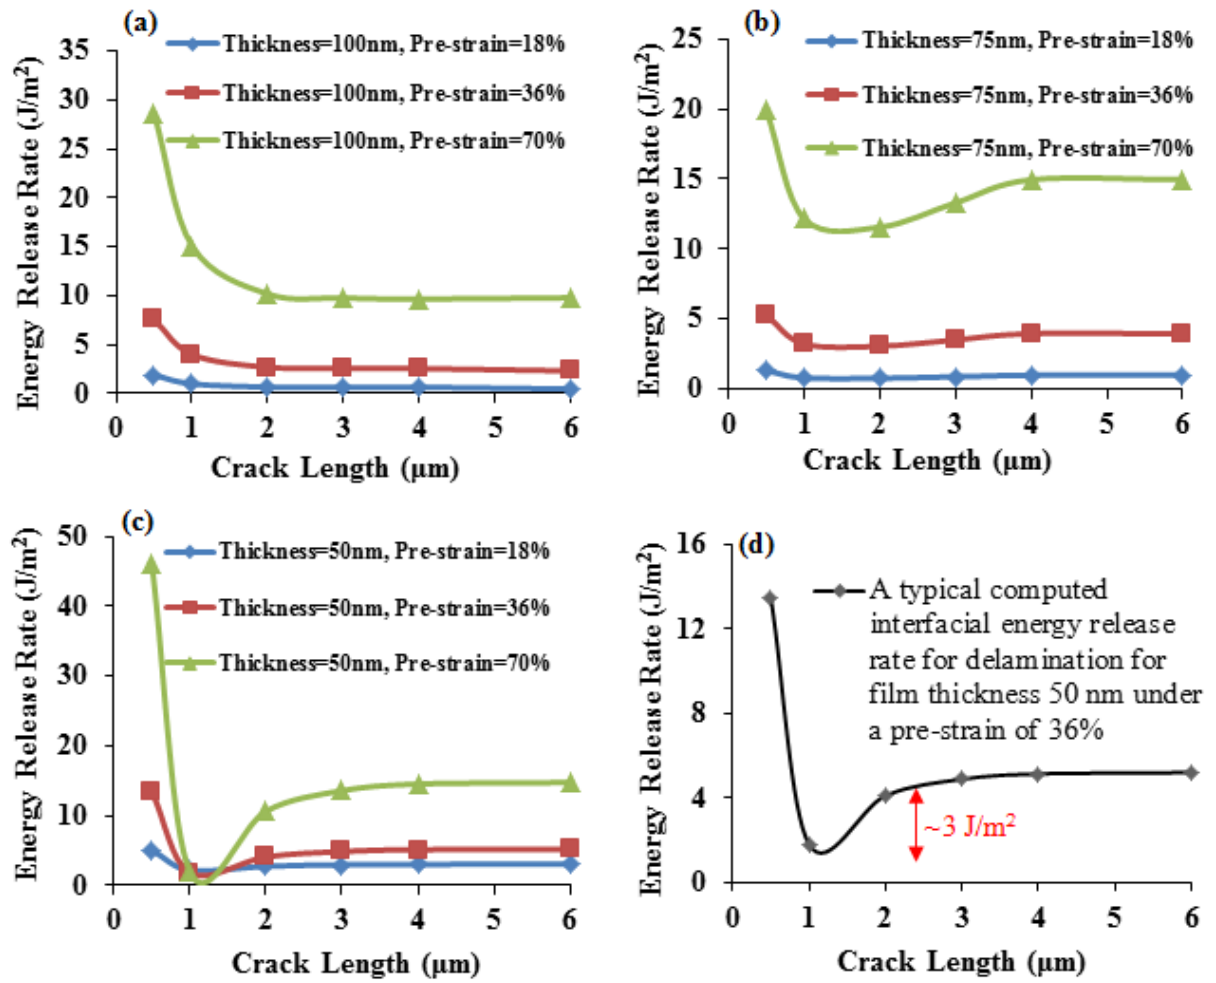 (a)
Energy Release Rate (J/m²)
35
30
25
20
15
10
5
0
Thickness=100nm, Pre-strain=18%
Thickness=100nm, Pre-strain=36%
Thickness=100nm, Pre-strain=70%
0 1 2 3 4 5 6
Crack Length (μm)
(b)
Energy Release Rate (J/m²)
25
20
15
10
5
0
Thickness=75nm, Pre-strain=18%
Thickness=75nm, Pre-strain=36%
Thickness=75nm, Pre-strain=70%
0 1 2 3 4 5 6
Crack Length (μm)
(c)
Energy Release Rate (J/m²)
50
40
30
20
10
0
Thickness=50nm, Pre-strain=18%
Thickness=50nm, Pre-strain=36%
Thickness=50nm, Pre-strain=70%
0 1 2 3 4 5 6
Crack Length (μm)
(d)
Energy Release Rate (J/m²)
16
12
8
4
0
A typical computed
interfacial energy release
rate for delamination for
film thickness 50 nm under
a pre-strain of 36%
~3 J/m²
0 1 2 3 4 5 6
Crack Length (μm)